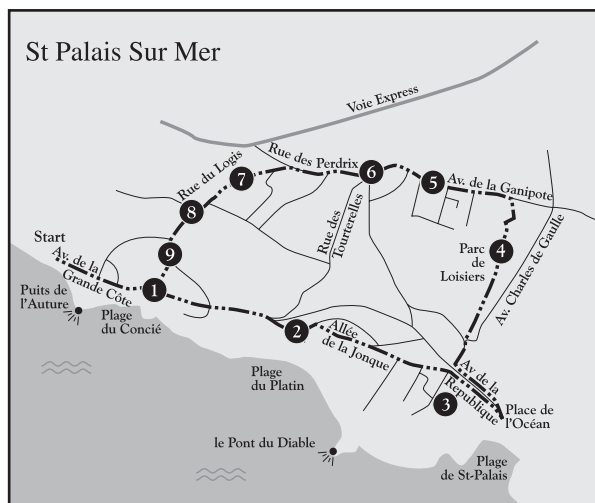 St Palais Sur Mer
Voie Express
Rue des Perdrix
Rue du Logis
7
6
5
Av. de la Ganipote
8
Rue des
Tourterelles
4
Parc
de
Loisiers
Av. Charles de Gaulle
9
Start
Av. de la
Grande Côte
1
Puits de
l'Auture
Plage
du Concié
2
Allée
de la Jonque
Plage
du Platin
Av de la
Republique
3
Place de
l'Océan
le Pont du Diable
Plage
de St-Palais